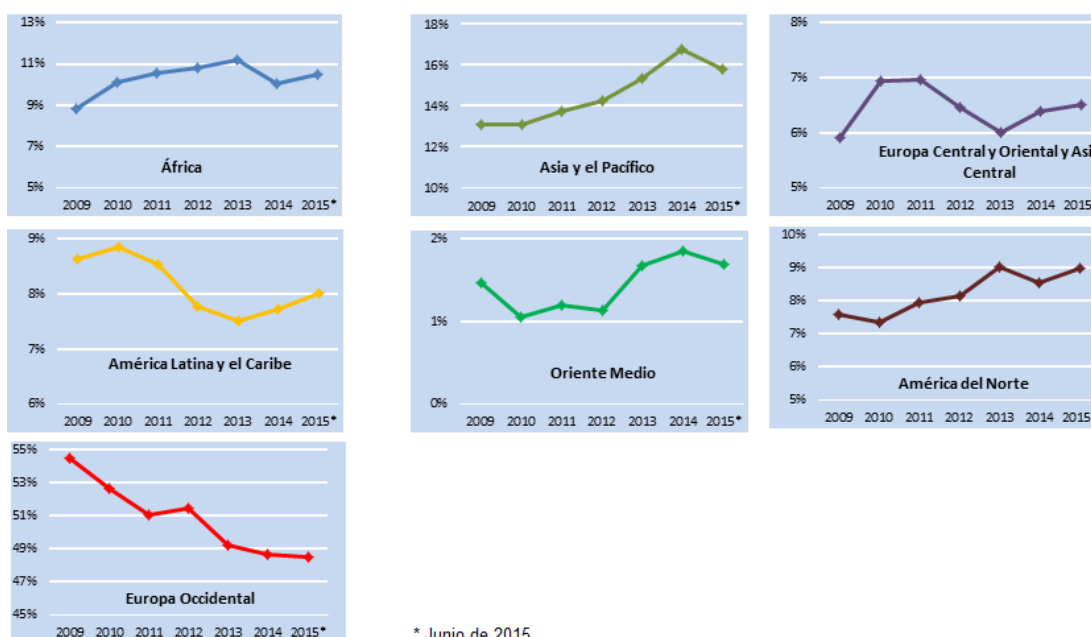 13%
11%
9%
7%
5%
África
2009 2010 2011 2012 2013 2014 2015*
18%
16%
14%
12%
10%
Asia y el Pacífico
2009 2010 2011 2012 2013 2014 2015*
8%
7%
6%
5%
Europa Central y Oriental y Asi
Central
2009 2010 2011 2012 2013 2014 2015
9%
8%
7%
6%
América Latina y el Caribe
2009 2010 2011 2012 2013 2014 2015*
2%
1%
0%
Oriente Medio
2009 2010 2011 2012 2013 2014 2015*
10%
9%
8%
7%
6%
5%
América del Norte
2009 2010 2011 2012 2013 2014 2015
55%
53%
51%
49%
47%
45%
Europa Occidental
2009 2010 2011 2012 2013 2014 2015*
* Junio de 2015